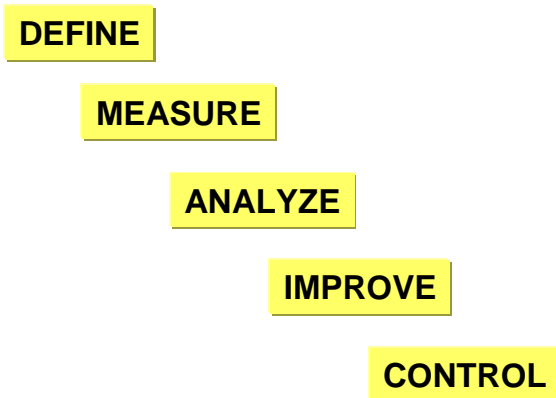 DEFINE
MEASURE
ANALYZE
IMPROVE
CONTROL